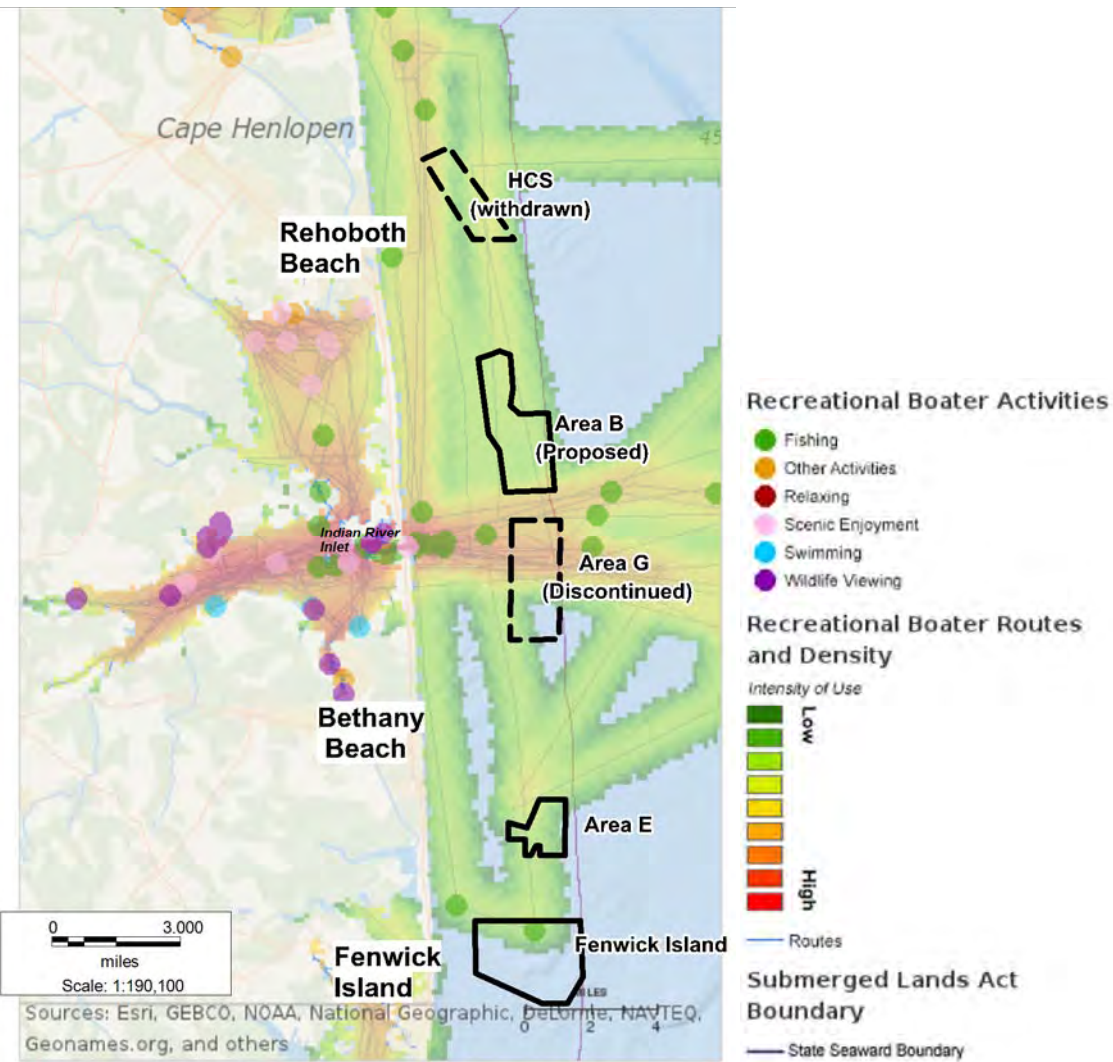 Cape Henlopen
45
HCS
(withdrawn)
Rehoboth
Beach
Area B
(Proposed)
Indian River
Inlet
Area G
(Discontinued)
Bethany
Beach
Area E
Fenwick Island
Fenwick
Island
0 3.000
miles
Scale: 1:190,100
0 2 4
Sources: Esri, GEBCO, NOAA, National Geographic, DeLorme, NAVTEQ,
Geonames.org, and others
Recreational Boater Activities
Fishing
Other Activities
Relaxing
Scenic Enjoyment
Swimming
Wildlife Viewing
Recreational Boater Routes
and Density
Intensity of Use
Low
High
Routes
Submerged Lands Act
Boundary
State Seaward Boundary